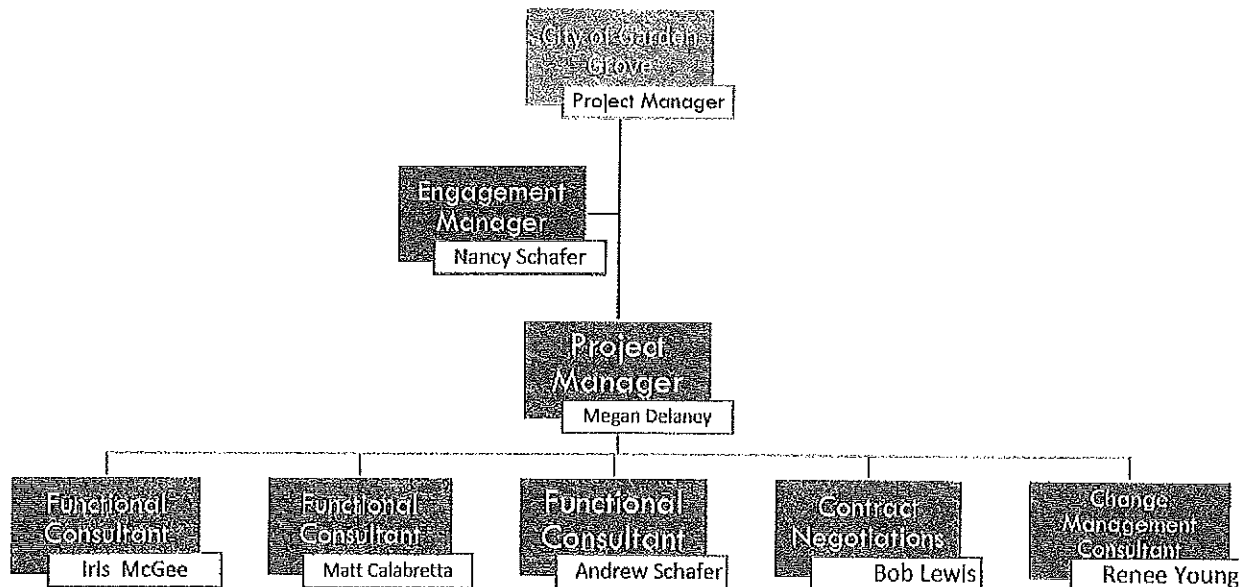 City of Garden
Grove
Project Manager
Engagement
Manager
Nancy Schafer
Project
Manager
Megan Delaney
Functional
Consultant
Iris McGee
Functional
Consultant
Matt Calabretta
Functional
Consultant
Andrew Schafer
Contract
Negotiations
Bob Lewis
Change
Management
Consultant
Renee Young